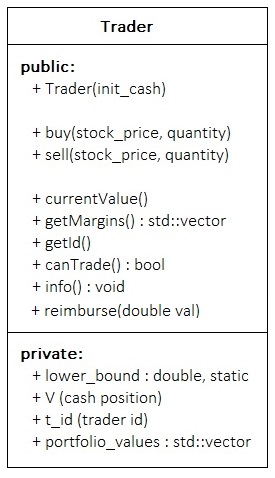 Trader
public:
+ Trader(init_cash)
+ buy(stock_price, quantity)
+ sell(stock_price, quantity)
+ currentValue()
+ getMargins() : std::vector
+ getId()
+ canTrade() : bool
+ info() : void
+ reimburse(double val)
private:
+ lower_bound : double, static
+ V (cash position)
+ t_id (trader id)
+ portfolio_values : std::vector